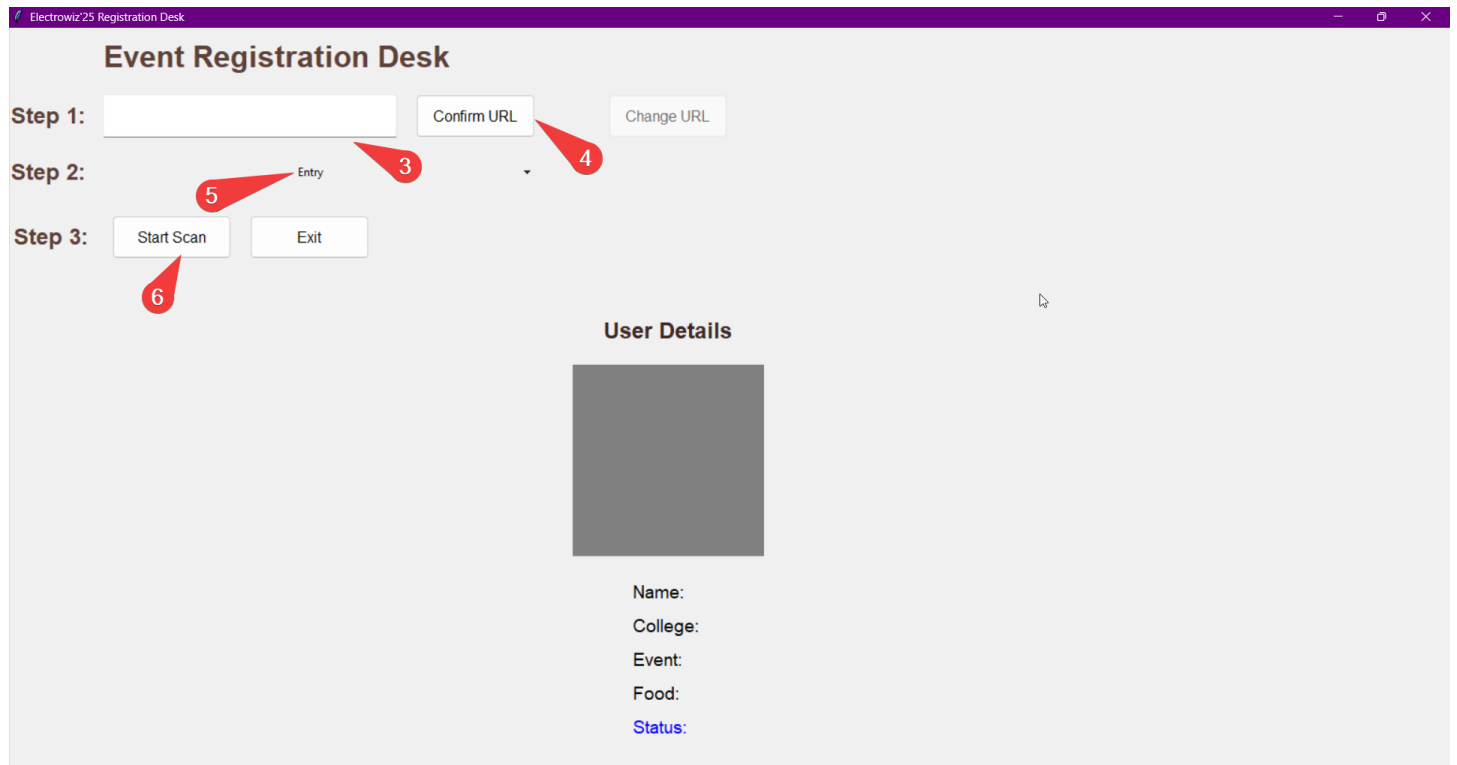 Electrowiz'25 Registration Desk
Event Registration Desk
Step 1: Confirm URL Change URL
3 4
Step 2: Entry
5
Step 3: Start Scan Exit
6
User Details
Name:
College:
Event:
Food:
Status: